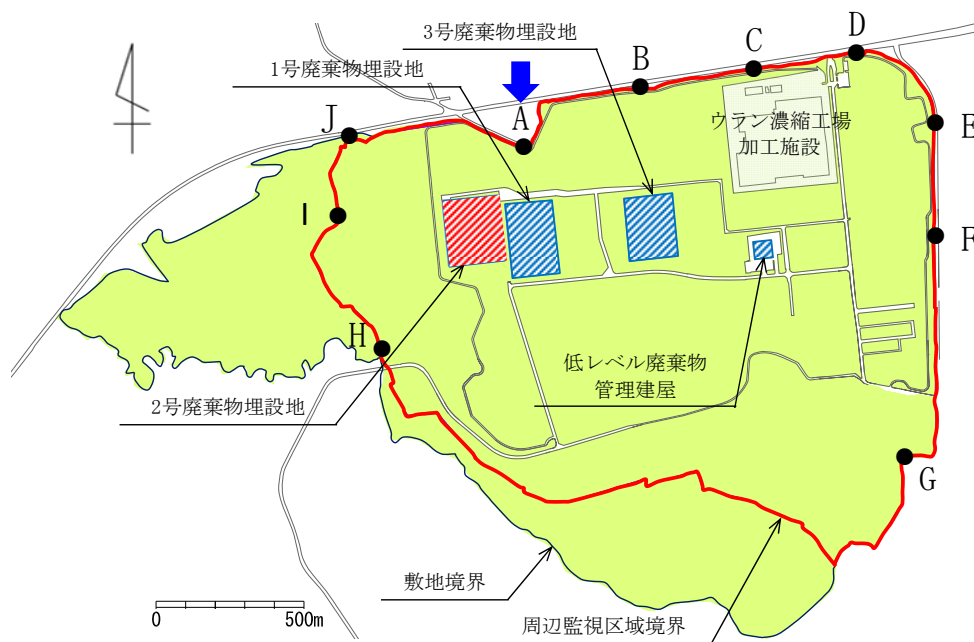 3号廃棄物埋設地
1号廃棄物埋設地
A
B
C
D
E
F
G
H
I
J
ウラン濃縮工場
加工施設
低レベル廃棄物
管理建屋
2号廃棄物埋設地
敷地境界
周辺監視区域境界
0
500m